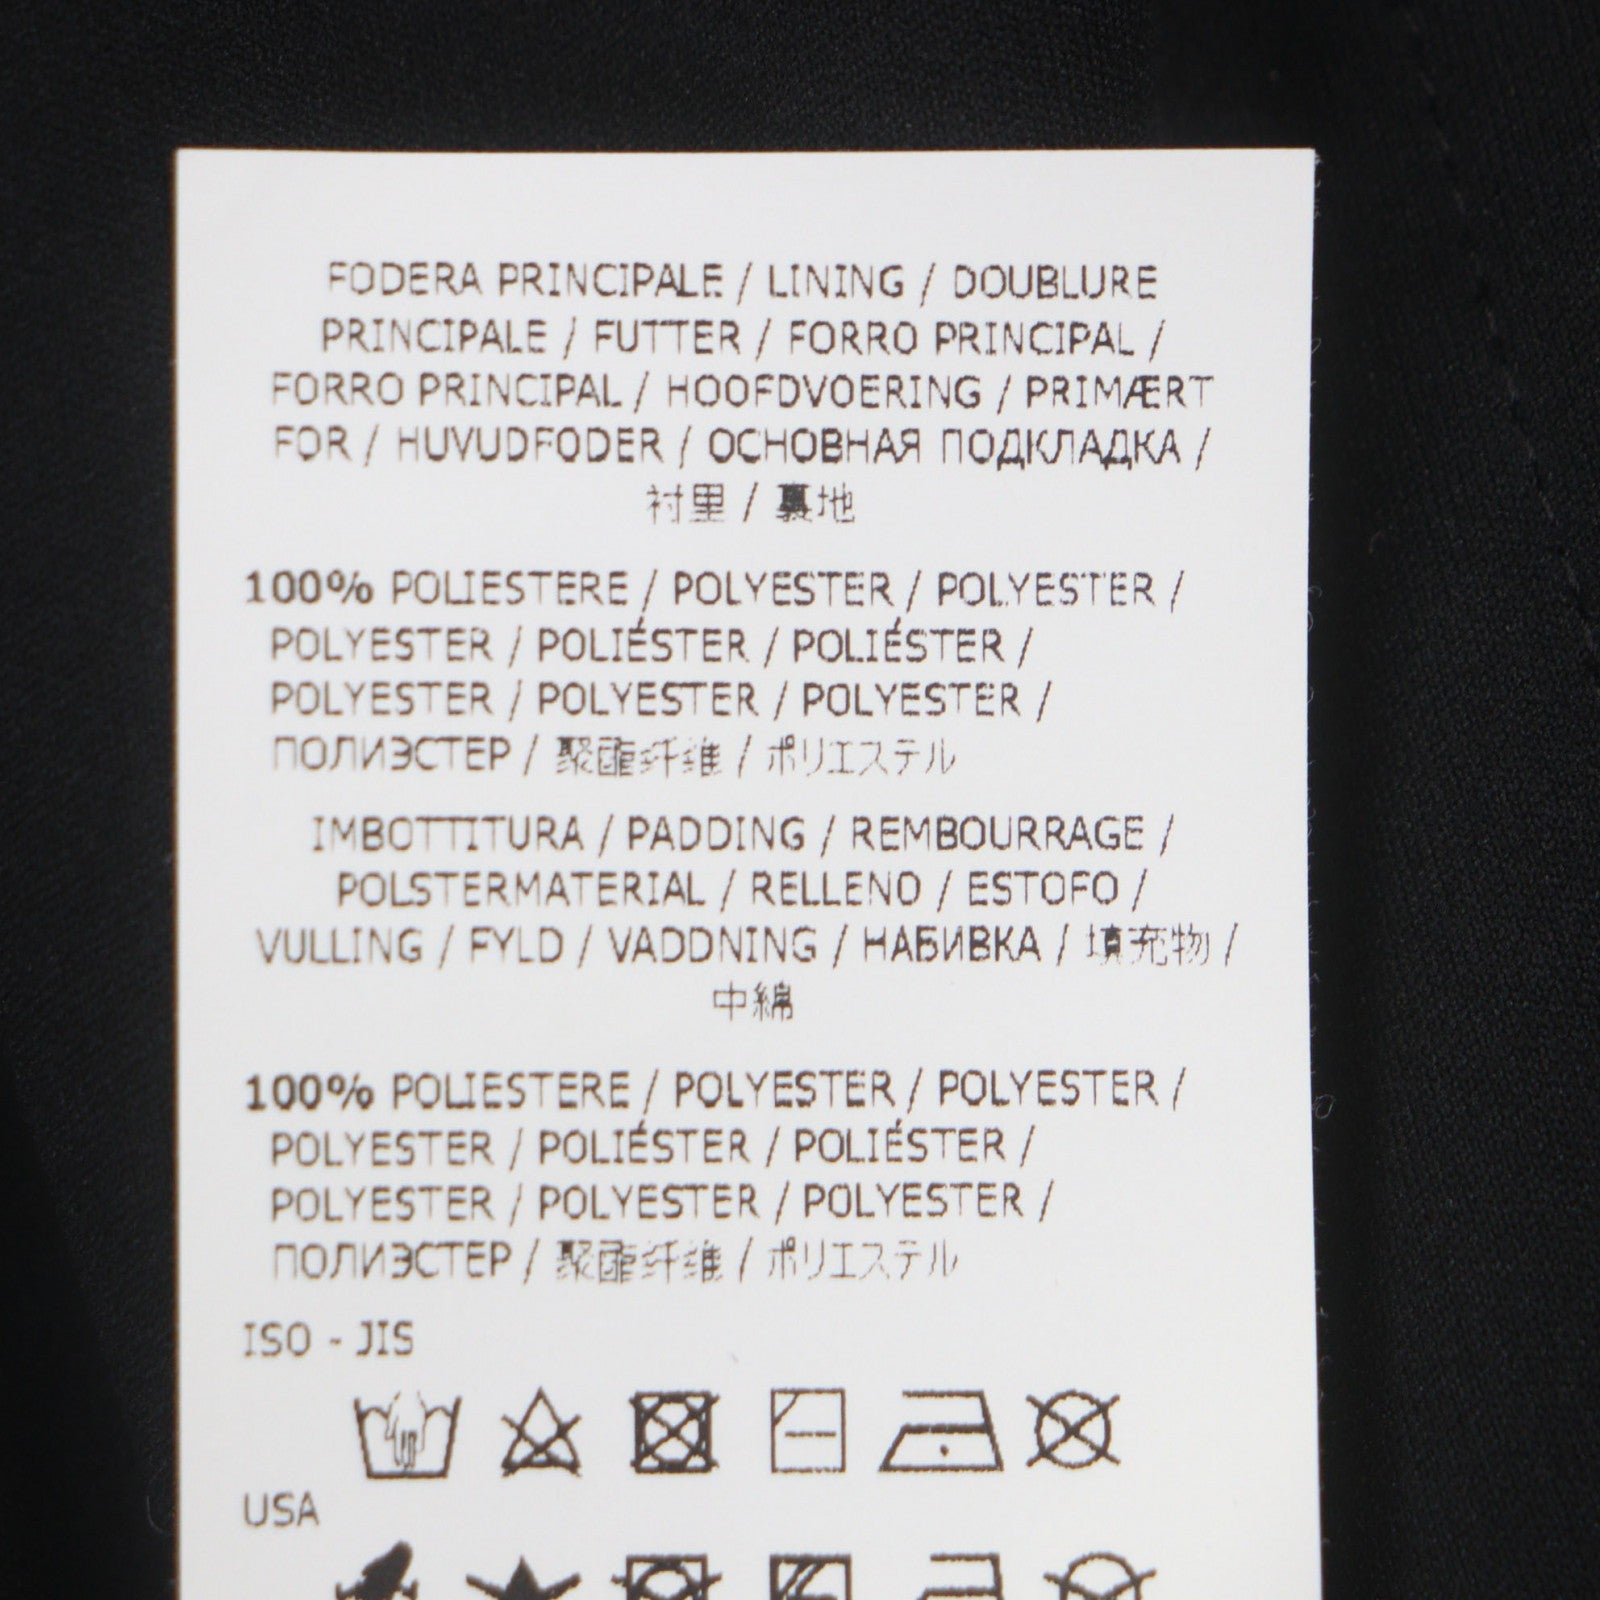 FODERA PRINCIPALE / LINING / DOUBLURE
PRINCIPALE / FUTTER / FORRO PRINCIPAL /
FORRO PRINCIPAL / HOOFDVOERING / PRIMÆRT
FOR / HUVUDFODER / ОСНОВНАЯ ПОДКЛАДКА /
衬里 / 裏地
100% POLIESTERE / POLYESTER / POLYESTER /
POLYESTER / POLIÉSTER / POLIÉSTER /
POLYESTER / POLYESTER / POLYESTER /
ПОЛИЭСТЕР / 聚酯纤维 / ポリエステル
IMBOTTITURA / PADDING / REMBOURRAGE /
POLSTERMATERIAL / RELLENO / ESTOFO /
VULLING / FYLD / VADDNING / НАБИВКА / 填充物 /
中綿
100% POLIESTERE / POLYESTER / POLYESTER /
POLYESTER / POLIÉSTER / POLIÉSTER /
POLYESTER / POLYESTER / POLYESTER /
ПОЛИЭСТЕР / 聚酯纤维 / ポリエステル
ISO - JIS
USA